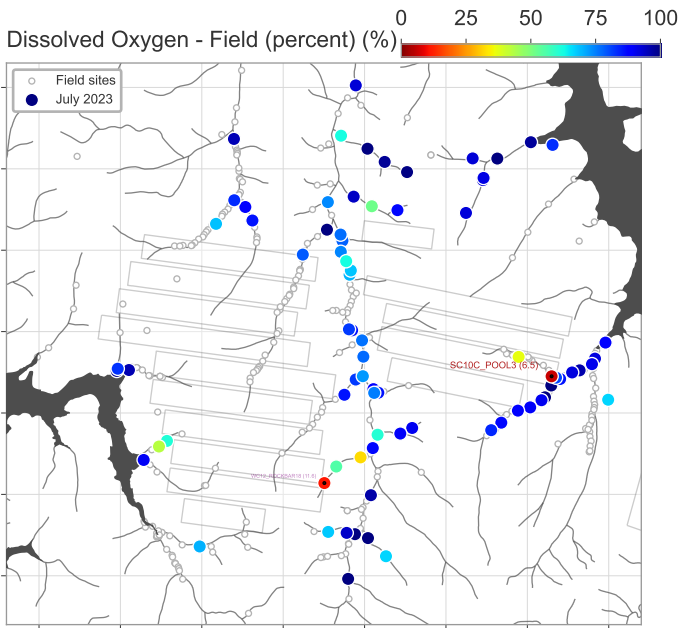 0 25 50 75 100
Dissolved Oxygen - Field (percent) (%)
Field sites
July 2023
SC10C_POOL3 (6.5)